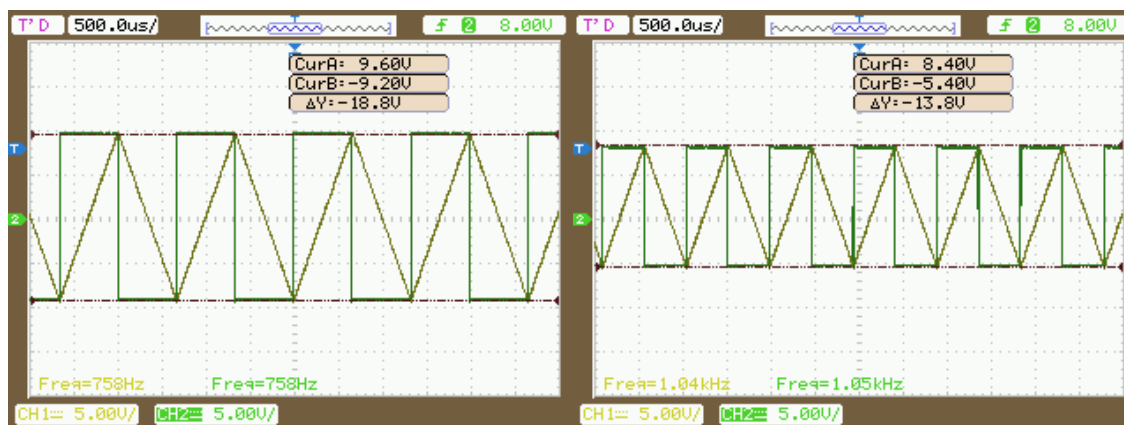 T'D 500.0us/ T 2 8.00V
CurA: 9.60V
CurB:-9.20V
ΔY:-18.8V
T
2
Freq=758Hz Freq=758Hz
CH1 5.00V/ CH2 5.00V/
T'D 500.0us/ T 2 8.00V
CurA: 8.40V
CurB:-5.40V
ΔY:-13.8V
T
2
Freq=1.04kHz Freq=1.05kHz
CH1 5.00V/ CH2 5.00V/